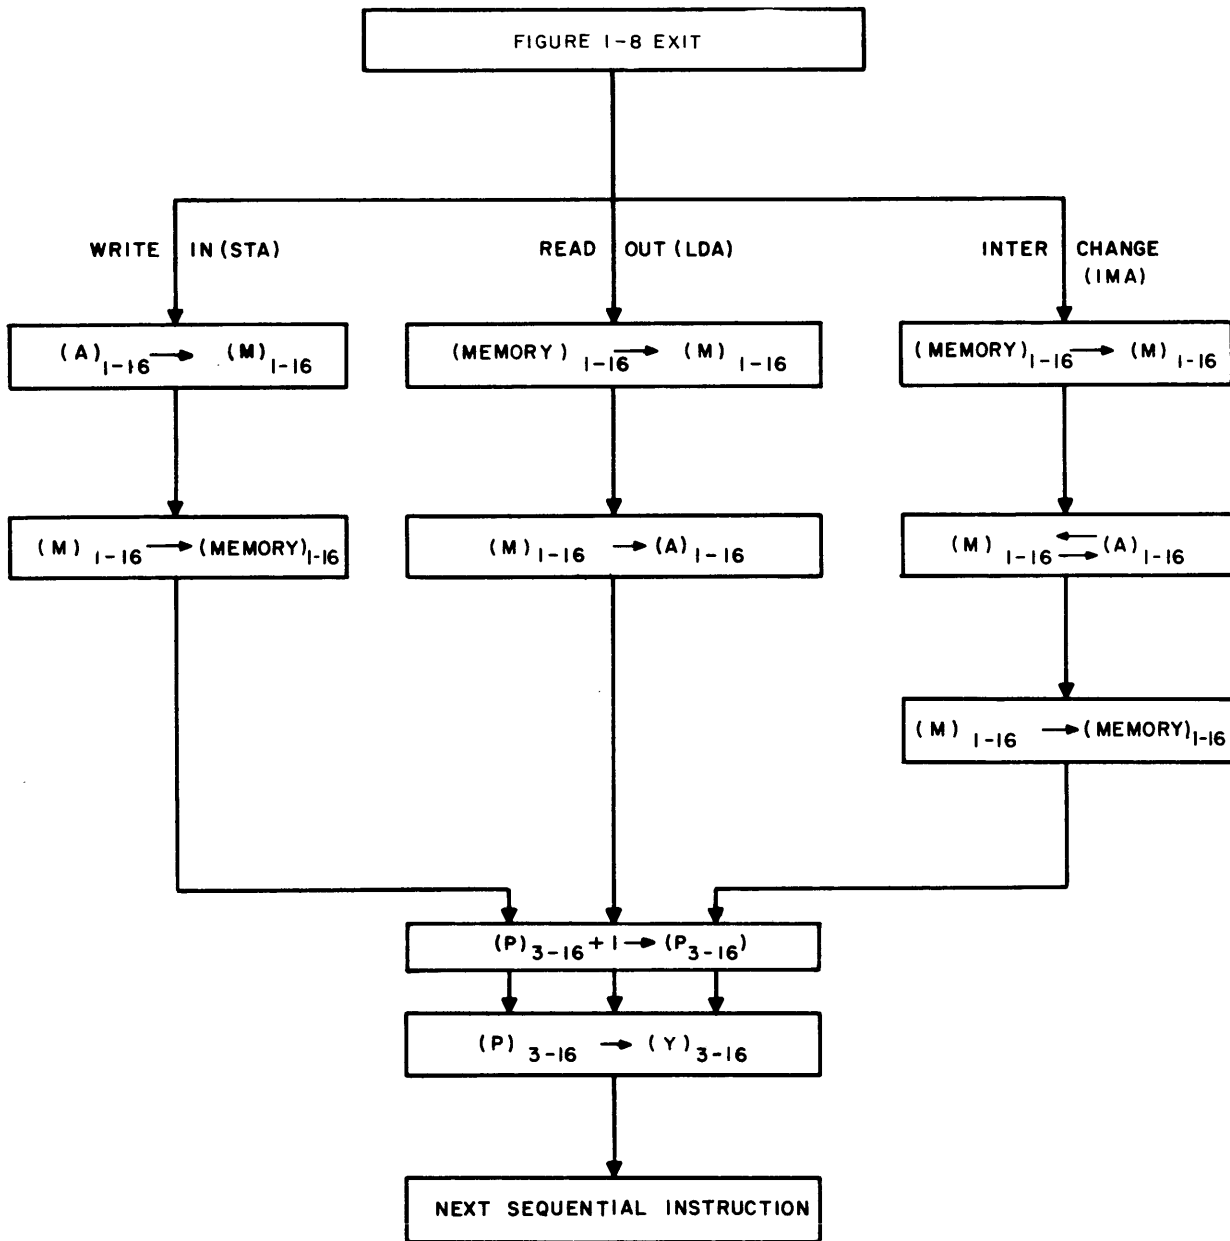 FIGURE 1-8 EXIT
WRITE IN (STA)
READ OUT (LDA)
INTER CHANGE
(IMA)
(A)1-16 → (M)1-16
(MEMORY)1-16 → (M)1-16
(MEMORY)1-16 → (M)1-16
(M)1-16 → (MEMORY)1-16
(M)1-16 → (A)1-16
(M)1-16 ⇄ (A)1-16
(M)1-16 → (MEMORY)1-16
(P)3-16 + 1 → (P3-16)
(P)3-16 → (Y)3-16
NEXT SEQUENTIAL INSTRUCTION